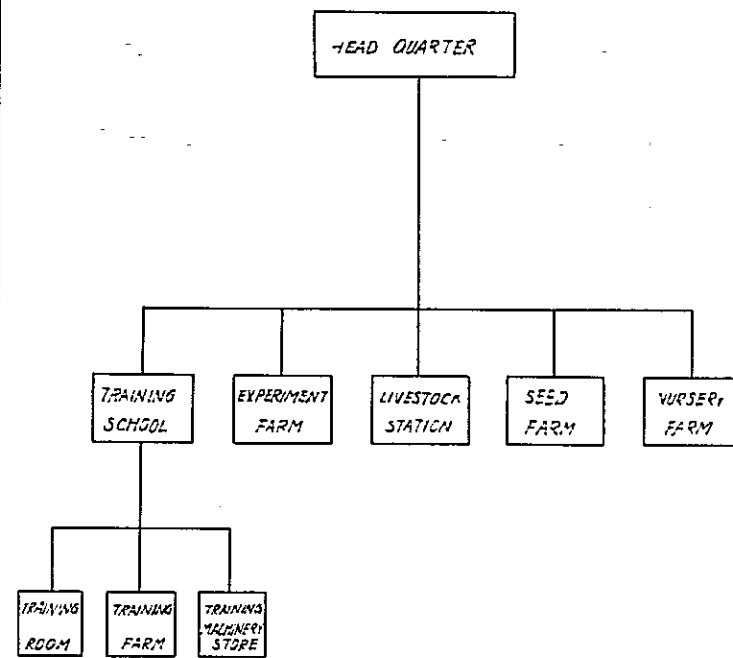 HEAD QUARTER
TRAINING
SCHOOL
EXPERIMENT
FARM
LIVESTOCK
STATION
SEED
FARM
NURSERY
FARM
TRAINING
ROOM
TRAINING
FARM
TRAINING
MACHINERY
STORE